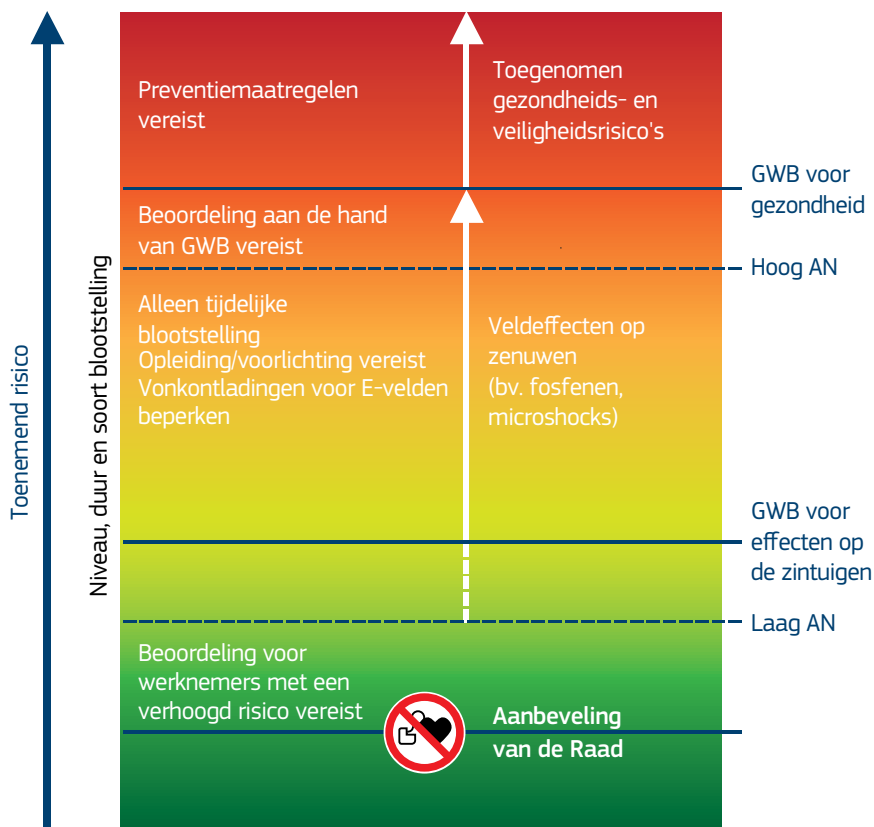 Toenemend risico
Niveau, duur en soort blootstelling
Preventiemaatregelen
vereist
Toegenomen
gezondheids- en
veiligheidsrisico's
GWB voor
gezondheid
Beoordeling aan de hand
van GWB vereist
Hoog AN
Alleen tijdelijke
blootstelling
Opleiding/voorlichting vereist
Vonkontladingen voor E-velden
beperken
Veldeffecten op
zenuwen
(bv. fosfenen,
microshocks)
GWB voor
effecten op
de zintuigen
Laag AN
Beoordeling voor
werknemers met een
verhoogd risico vereist
Aanbeveling
van de Raad